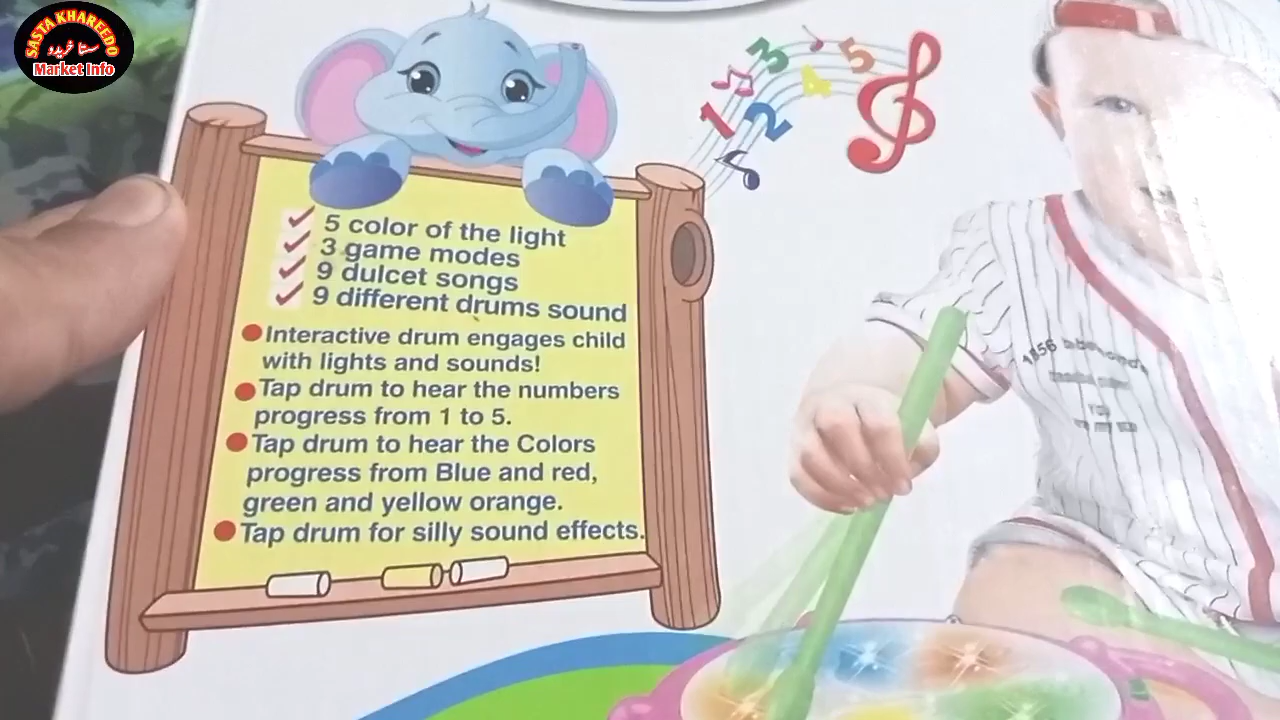 SASTA KHAREEDO
سستا خریدو
Market Info
1 2 3 4 5
5 color of the light
3 game modes
9 dulcet songs
9 different drums sound
Interactive drum engages child
with lights and sounds!
Tap drum to hear the numbers
progress from 1 to 5.
Tap drum to hear the Colors
progress from Blue and red,
green and yellow orange.
Tap drum for silly sound effects.
1856